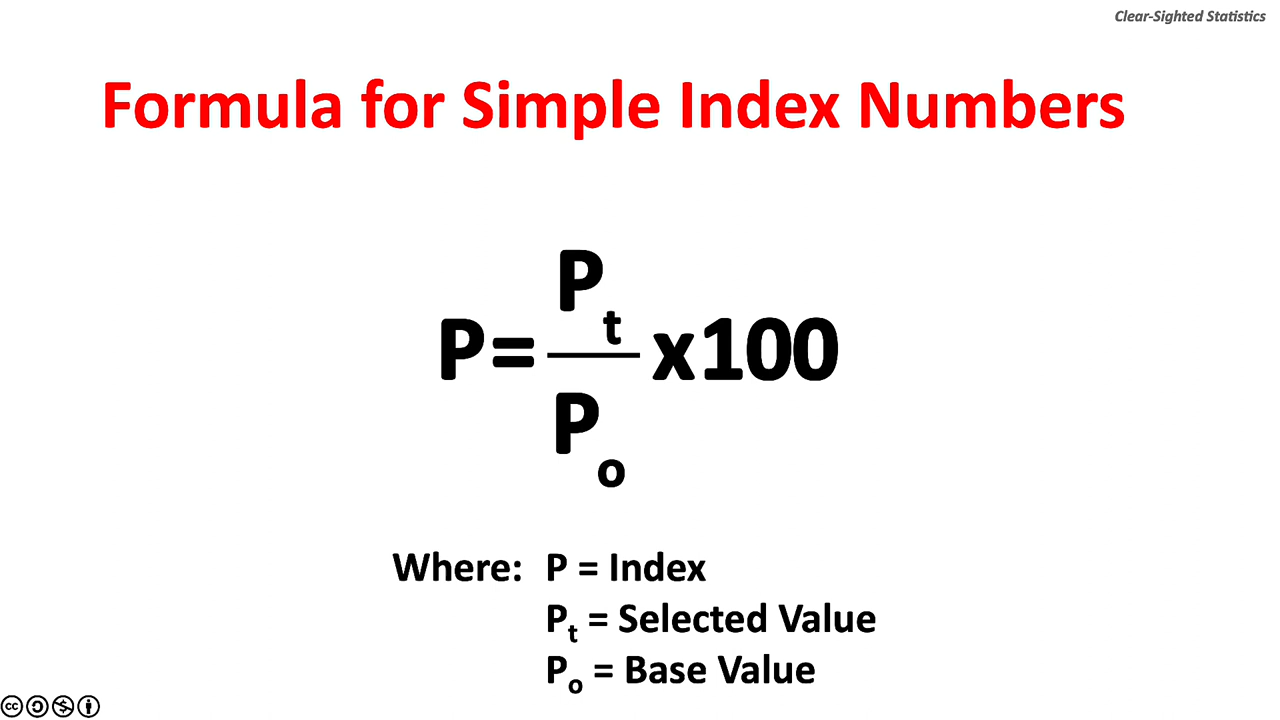 Clear-Sighted Statistics
Formula for Simple Index Numbers
P=
Pt
Po
x100
Where: P = Index
Pt = Selected Value
Po = Base Value
cc